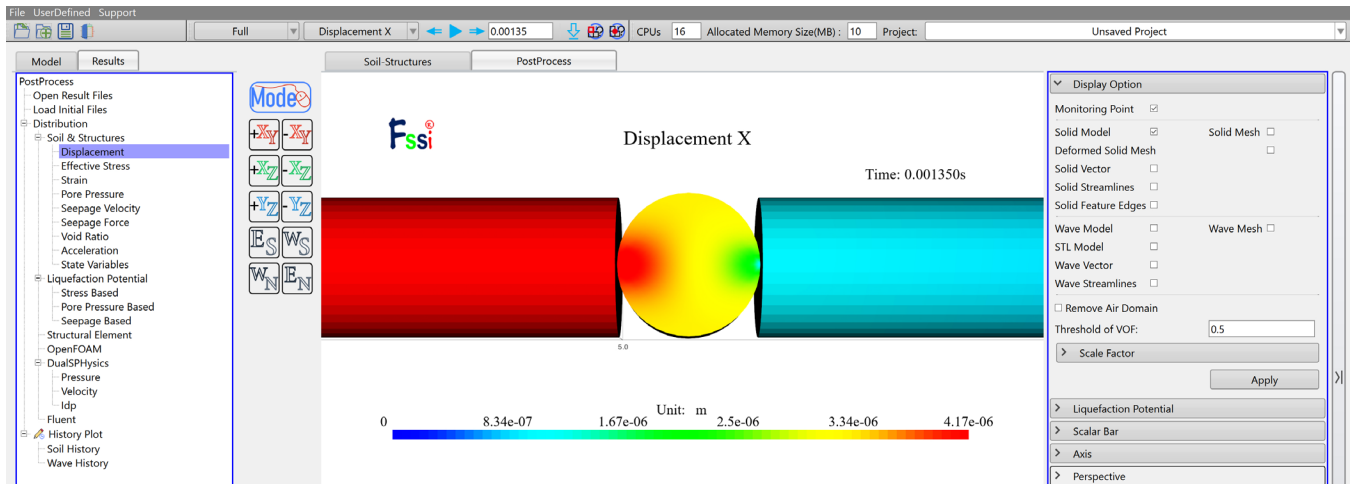 File UserDefined Support
Full Displacement X 0.00135 CPUs 16 Allocated Memory Size(MB) : 10 Project: Unsaved Project
Model Results
PostProcess
Open Result Files
Load Initial Files
Distribution
Soil & Structures
Displacement
Effective Stress
Strain
Pore Pressure
Seepage Velocity
Seepage Force
Void Ratio
Acceleration
State Variables
Liquefaction Potential
Stress Based
Pore Pressure Based
Seepage Based
Structural Element
OpenFOAM
DualSPHysics
Pressure
Velocity
Idp
Fluent
History Plot
Soil History
Wave History
Mode
+XY -XY
+XZ -XZ
+YZ -YZ
ES WS
WN EN
Soil-Structures PostProcess
Fssi®
Displacement X
Time: 0.001350s
5.0
Unit: m
0 8.34e-07 1.67e-06 2.5e-06 3.34e-06 4.17e-06
Display Option
Monitoring Point
Solid Model Solid Mesh
Deformed Solid Mesh
Solid Vector
Solid Streamlines
Solid Feature Edges
Wave Model Wave Mesh
STL Model
Wave Vector
Wave Streamlines
Remove Air Domain
Threshold of VOF: 0.5
Scale Factor
Apply
Liquefaction Potential
Scalar Bar
Axis
Perspective